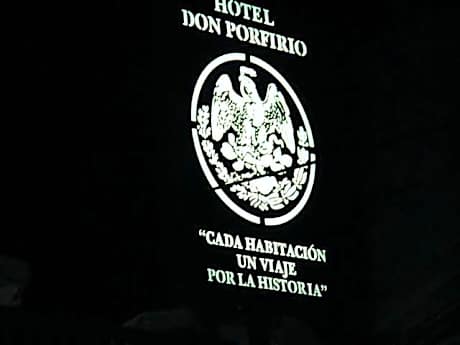 HOTEL
DON PORFIRIO
“CADA HABITACIÓN
UN VIAJE
POR LA HISTORIA”